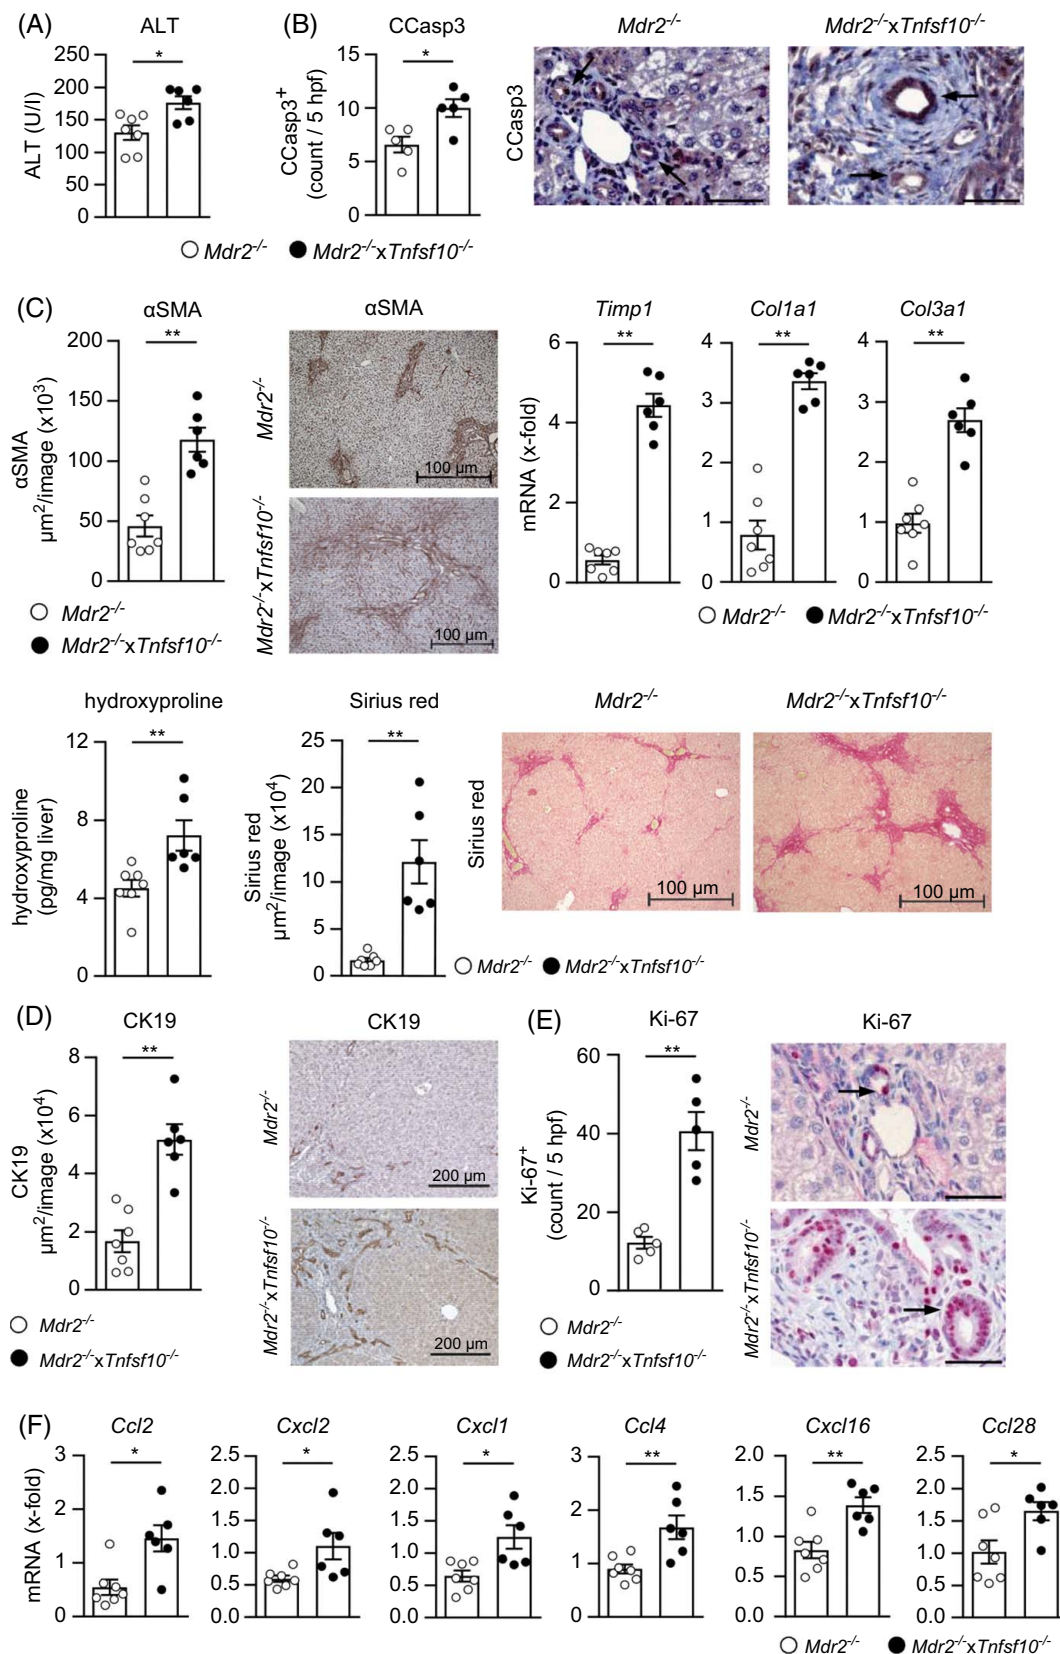 (A) ALT
ALT (U/l)
250
200
150
100
50
0
*
(B) CCasp3
CCasp3+
(count / 5 hpf)
15
10
5
0
*
CCasp3
Mdr2-/-
Mdr2-/-xTnfsf10-/-
Mdr2-/- Mdr2-/-xTnfsf10-/-
(C) αSMA
αSMA
µm2/image (x103)
200
150
100
50
0
**
Mdr2-/-
Mdr2-/-xTnfsf10-/-
αSMA
Mdr2-/-
100 µm
Mdr2-/-xTnfsf10-/-
100 µm
mRNA (x-fold)
Timp1
6
4
2
0
**
Col1a1
4
3
2
1
0
**
Col3a1
4
3
2
1
0
**
Mdr2-/- Mdr2-/-xTnfsf10-/-
hydroxyproline
hydroxyproline
(pg/mg liver)
12
8
4
0
**
Sirius red
Sirius red
µm2/image (x104)
25
20
15
10
5
0
**
Sirius red
Mdr2-/-
100 µm
Mdr2-/-xTnfsf10-/-
100 µm
Mdr2-/- Mdr2-/-xTnfsf10-/-
(D) CK19
CK19
µm2/image (x104)
8
6
4
2
0
**
Mdr2-/-
Mdr2-/-xTnfsf10-/-
CK19
Mdr2-/-
200 µm
Mdr2-/-xTnfsf10-/-
200 µm
(E) Ki-67
Ki-67+
(count / 5 hpf)
60
40
20
0
**
Mdr2-/-
Mdr2-/-xTnfsf10-/-
Ki-67
Mdr2-/-
Mdr2-/-xTnfsf10-/-
(F)
mRNA (x-fold)
Ccl2
3
2
1
0
*
Cxcl2
2.5
2.0
1.5
1.0
0.5
0.0
*
Cxcl1
2.5
2.0
1.5
1.0
0.5
0.0
*
Ccl4
3
2
1
0
**
Cxcl16
2.0
1.5
1.0
0.5
0.0
**
Ccl28
2.5
2.0
1.5
1.0
0.5
0.0
*
Mdr2-/- Mdr2-/-xTnfsf10-/-